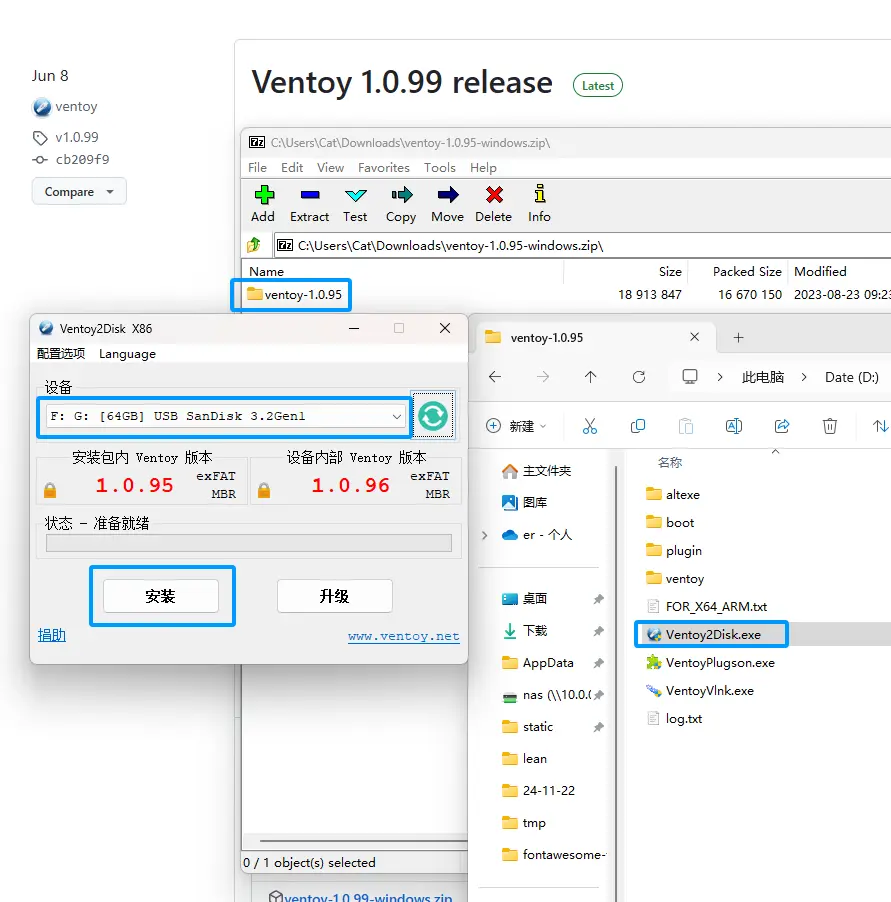 Jun 8
ventoy
v1.0.99
cb209f9
Compare
Ventoy 1.0.99 release
Latest
C:\Users\Cat\Downloads\ventoy-1.0.95-windows.zip\
File Edit View Favorites Tools Help
Add Extract Test Copy Move Delete Info
C:\Users\Cat\Downloads\ventoy-1.0.95-windows.zip\
Name Size Packed Size Modified
ventoy-1.0.95 18 913 847 16 670 150 2023-08-23 09:23
Ventoy2Disk X86
配置选项 Language
设备
F: G: [64GB] USB SanDisk 3.2Gen1
安装包内 Ventoy 版本
1.0.95
exFAT
MBR
设备内部 Ventoy 版本
1.0.96
exFAT
MBR
状态 - 准备就绪
安装
升级
捐助
www.ventoy.net
ventoy-1.0.95
此电脑 Date (D:)
新建
主文件夹
图库
er - 个人
桌面
下载
AppData
nas (\\10.0.
static
lean
24-11-22
tmp
fontawesome-
名称
altexe
boot
plugin
ventoy
FOR_X64_ARM.txt
Ventoy2Disk.exe
VentoyPlugson.exe
VentoyVlnk.exe
log.txt
0 / 1 object(s) selected
ventoy-1.0.99-windows.zip